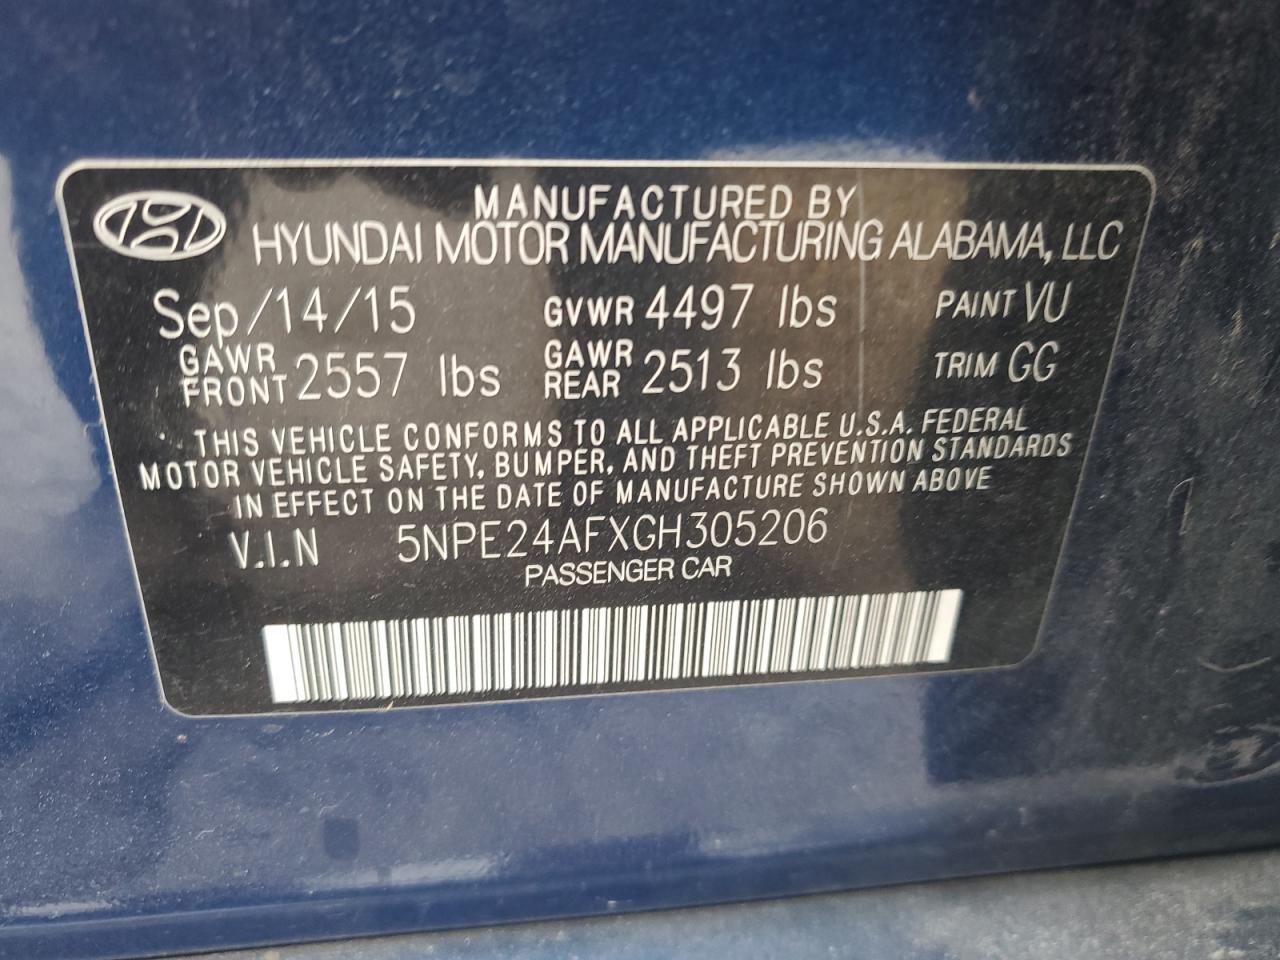 MANUFACTURED BY
HYUNDAI MOTOR MANUFACTURING ALABAMA, LLC
Sep/14/15 GVWR 4497 lbs PAINT VU
GAWR FRONT 2557 lbs GAWR REAR 2513 lbs TRIM GG
THIS VEHICLE CONFORMS TO ALL APPLICABLE U.S.A. FEDERAL
MOTOR VEHICLE SAFETY, BUMPER, AND THEFT PREVENTION STANDARDS
IN EFFECT ON THE DATE OF MANUFACTURE SHOWN ABOVE
V.I.N 5NPE24AFXGH305206
PASSENGER CAR